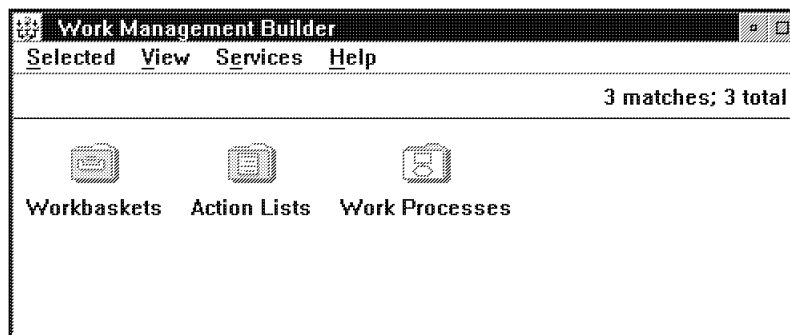 Work Management Builder
Selected View Services Help
3 matches; 3 total
Workbaskets Action Lists Work Processes